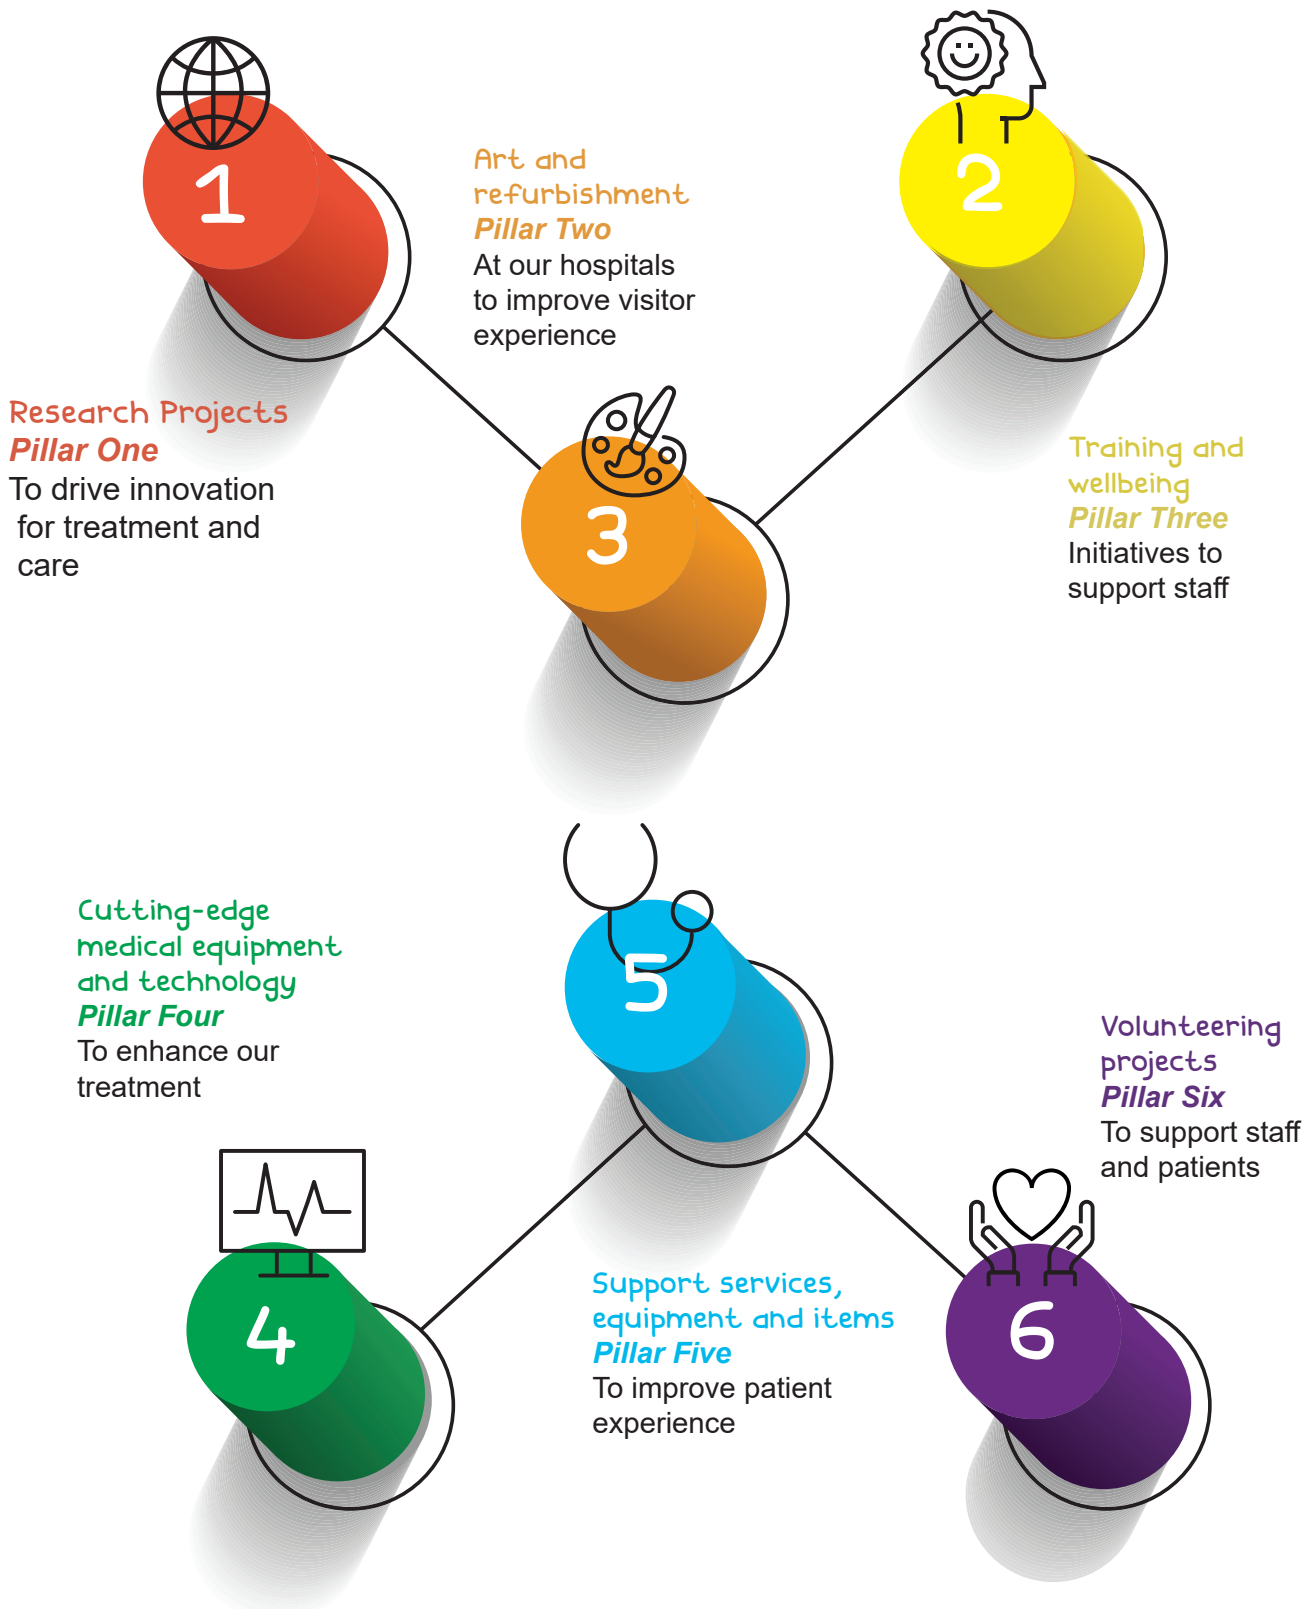 1
2
Art and
refurbishment
Pillar Two
At our hospitals
to improve visitor
experience
Research Projects
Pillar One
To drive innovation
for treatment and
care
3
Training and
wellbeing
Pillar Three
Initiatives to
support staff
Cutting-edge
medical equipment
and technology
Pillar Four
To enhance our
treatment
5
Volunteering
projects
Pillar Six
To support staff
and patients
4
Support services,
equipment and items
Pillar Five
To improve patient
experience
6